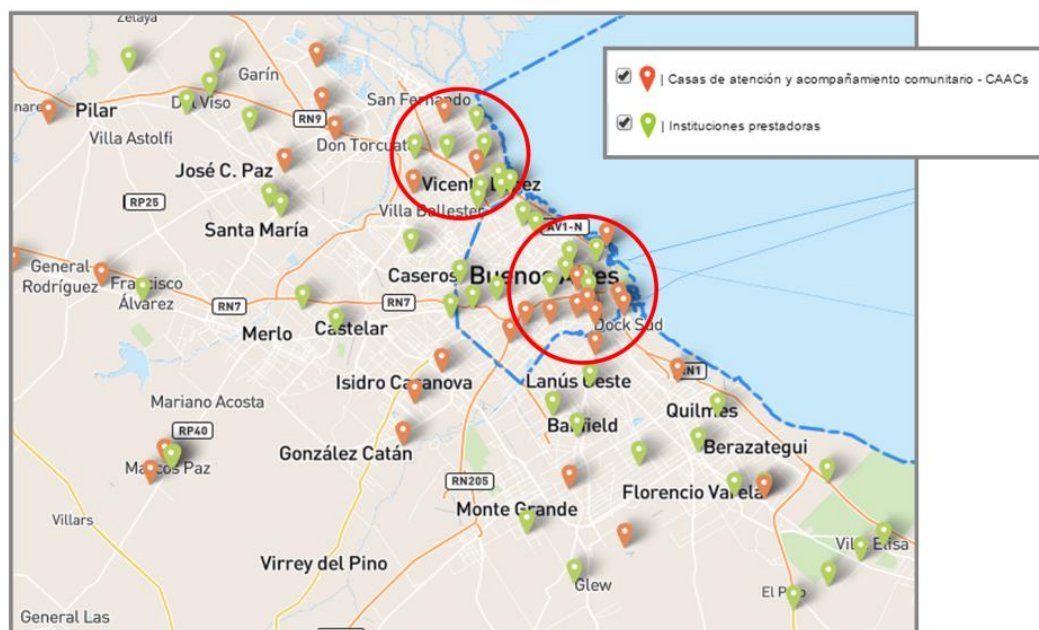 Zelaya
Garín
Pilar
Del Viso
San Fernando
RN9
Villa Astolfi
Don Torcuato
José C. Paz
Vicente López
RP25
Villa Ballester
Santa María
AV1-N
General
Rodríguez
Francisco
Álvarez
Caseros
Buenos Aires
RN7
RN7
Merlo
Castelar
Dock Sud
Isidro Casanova
Lanús Oeste
RN1
Mariano Acosta
Quilmes
Banfield
RP40
González Catán
Berazategui
Marcos Paz
RN205
Florencio Varela
Monte Grande
Villars
Villa Elisa
Virrey del Pino
Glew
El Pato
General Las
| Casas de atención y acompañamiento comunitario - CAACs
| Instituciones prestadoras